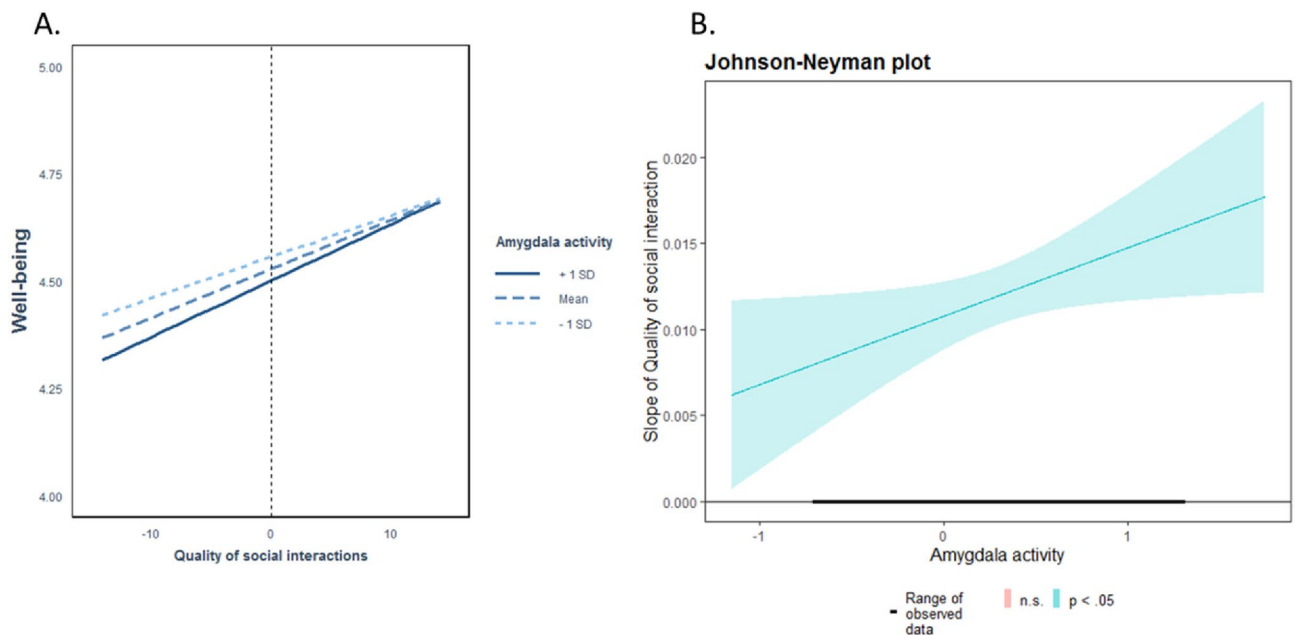 A.
5.00
4.75
4.50
4.25
4.00
Well-being
-10
0
10
Quality of social interactions
Amygdala activity
+ 1 SD
Mean
- 1 SD
B.
Johnson-Neyman plot
0.020
0.015
0.010
0.005
0.000
Slope of Quality of social interaction
-1
0
1
Amygdala activity
Range of
observed
data
n.s.
p < .05